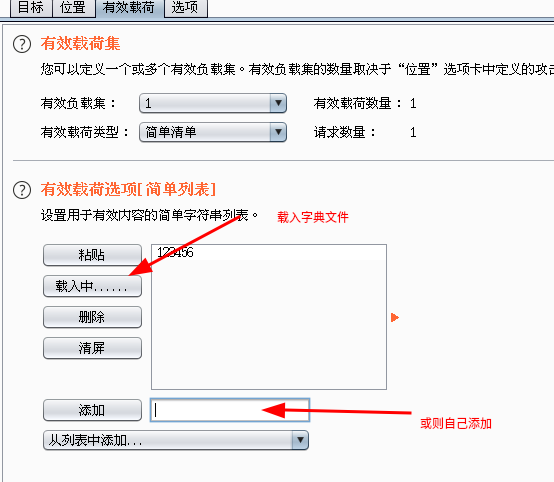 目标 位置 有效载荷 选项
有效载荷集
您可以定义一个或多个有效负载集。有效负载集的数量取决于“位置”选项卡中定义的攻击
有效负载集： 1 有效载荷数量：1
有效载荷类型： 简单清单 请求数量： 1
有效载荷选项[简单列表]
设置用于有效内容的简单字符串列表。
载入字典文件
粘贴 123456
载入中......
删除
清屏
添加
或则自己添加
从列表中添加...